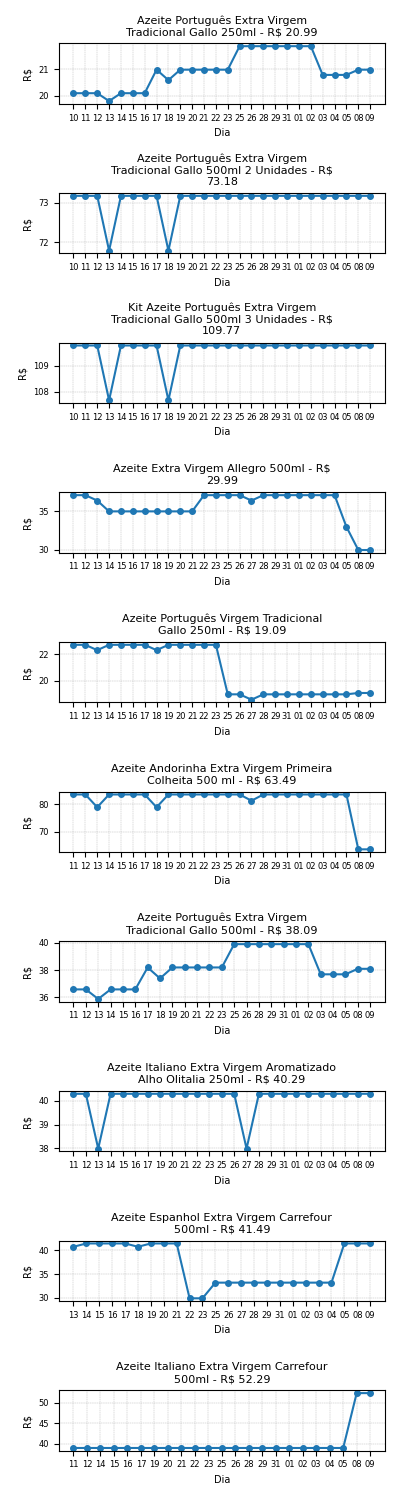 Azeite Português Extra Virgem
Tradicional Gallo 250ml - R$ 20.99
21
20
R$
10 11 12 13 14 15 16 17 18 19 20 21 22 23 25 26 28 29 31 01 02 03 04 05 08 09
Dia
Azeite Português Extra Virgem
Tradicional Gallo 500ml 2 Unidades - R$
73.18
73
72
R$
10 11 12 13 14 15 16 17 18 19 20 21 22 23 25 26 28 29 31 01 02 03 04 05 08 09
Dia
Kit Azeite Português Extra Virgem
Tradicional Gallo 500ml 3 Unidades - R$
109.77
109
108
R$
10 11 12 13 14 15 16 17 18 19 20 21 22 23 25 26 28 29 31 01 02 03 04 05 08 09
Dia
Azeite Extra Virgem Allegro 500ml - R$
29.99
35
30
R$
11 12 13 14 15 16 17 18 19 20 21 22 23 25 26 27 28 29 31 01 02 03 04 05 08 09
Dia
Azeite Português Virgem Tradicional
Gallo 250ml - R$ 19.09
22
20
R$
11 12 13 14 15 16 17 18 19 20 21 22 23 25 26 27 28 29 31 01 02 03 04 05 08 09
Dia
Azeite Andorinha Extra Virgem Primeira
Colheita 500 ml - R$ 63.49
80
70
R$
11 12 13 14 15 16 17 18 19 20 21 22 23 25 26 27 28 29 31 01 02 03 04 05 08 09
Dia
Azeite Português Extra Virgem
Tradicional Gallo 500ml - R$ 38.09
40
38
36
R$
11 12 13 14 15 16 17 18 19 20 21 22 23 25 26 28 29 31 01 02 03 04 05 08 09
Dia
Azeite Italiano Extra Virgem Aromatizado
Alho Olitalia 250ml - R$ 40.29
40
39
38
R$
11 12 13 14 15 16 17 18 19 20 21 22 23 25 26 27 28 29 31 01 02 03 05 08 09
Dia
Azeite Espanhol Extra Virgem Carrefour
500ml - R$ 41.49
40
35
30
R$
13 14 15 16 17 18 19 20 21 22 23 25 26 27 28 29 31 01 02 03 04 05 08 09
Dia
Azeite Italiano Extra Virgem Carrefour
500ml - R$ 52.29
50
45
40
R$
11 12 14 15 16 17 18 19 20 21 22 23 25 26 28 29 01 02 03 04 05 08 09
Dia